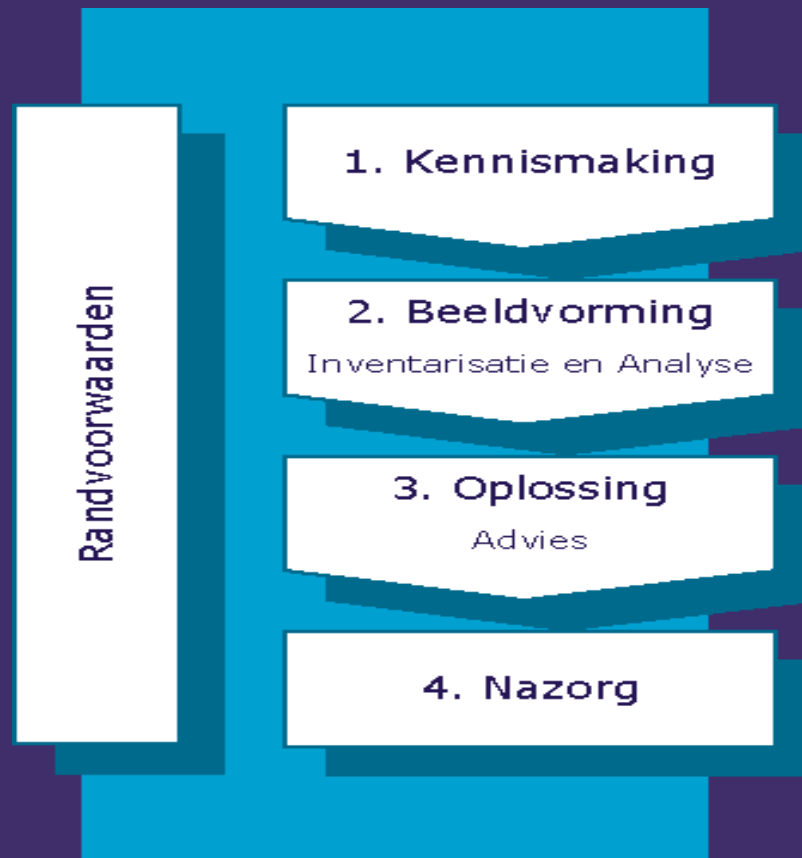 Randvoorwaarden
1. Kennismaking
2. Beeldvorming
Inventarisatie en Analyse
3. Oplossing
Advies
4. Nazorg